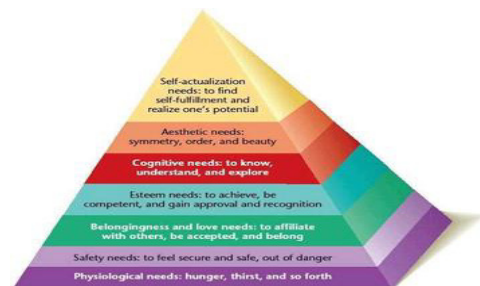 Self-actualization
needs: to find
self-fulfillment and
realize one's potential
Aesthetic needs:
symmetry, order, and beauty
Cognitive needs: to know,
understand, and explore
Esteem needs: to achieve, be
competent, and gain approval and recognition
Belongingness and love needs: to affiliate
with others, be accepted, and belong
Safety needs: to feel secure and safe, out of danger
Physiological needs: hunger, thirst, and so forth